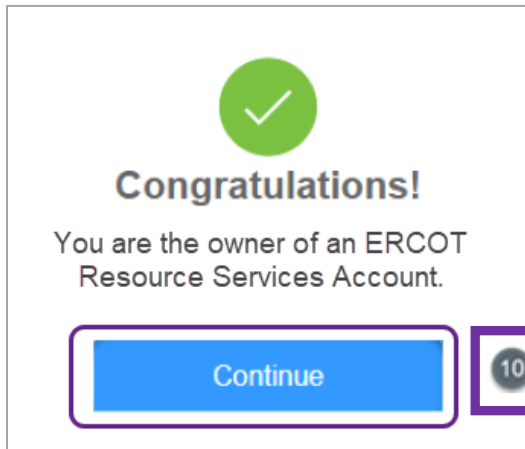 Congratulations!
You are the owner of an ERCOT
Resource Services Account.
Continue
10